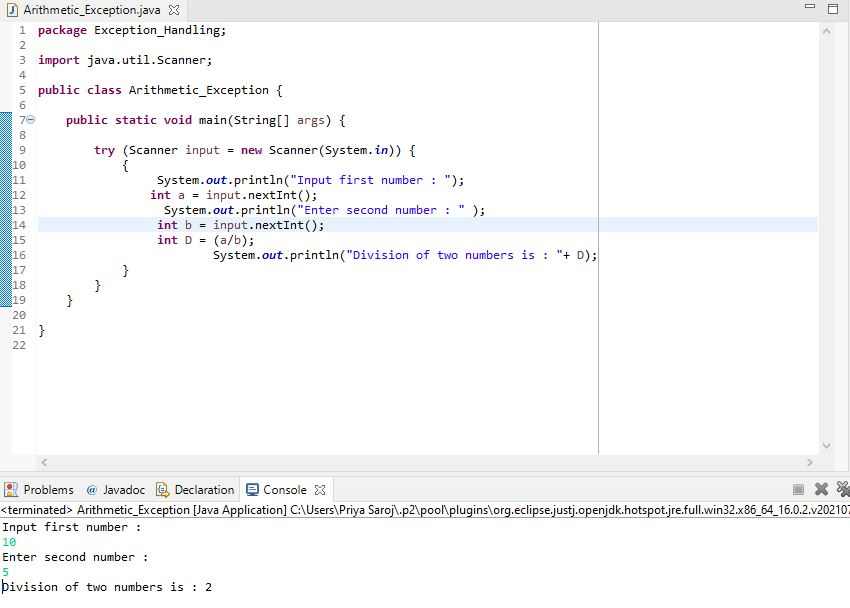 Arithmetic_Exception.java
1 package Exception_Handling;
2
3 import java.util.Scanner;
4
5 public class Arithmetic_Exception {
6
7 public static void main(String[] args) {
8
9 try (Scanner input = new Scanner(System.in)) {
10 {
11 System.out.println("Input first number : ");
12 int a = input.nextInt();
13 System.out.println("Enter second number : " );
14 int b = input.nextInt();
15 int D = (a/b);
16 System.out.println("Division of two numbers is : "+ D);
17 }
18 }
19 }
20
21 }
22
Problems @ Javadoc Declaration Console
<terminated> Arithmetic_Exception [Java Application] C:\Users\Priya Saroj\.p2\pool\plugins\org.eclipse.justj.openjdk.hotspot.jre.full.win32.x86_64_16.0.2.v202107
Input first number :
10
Enter second number :
5
Division of two numbers is : 2